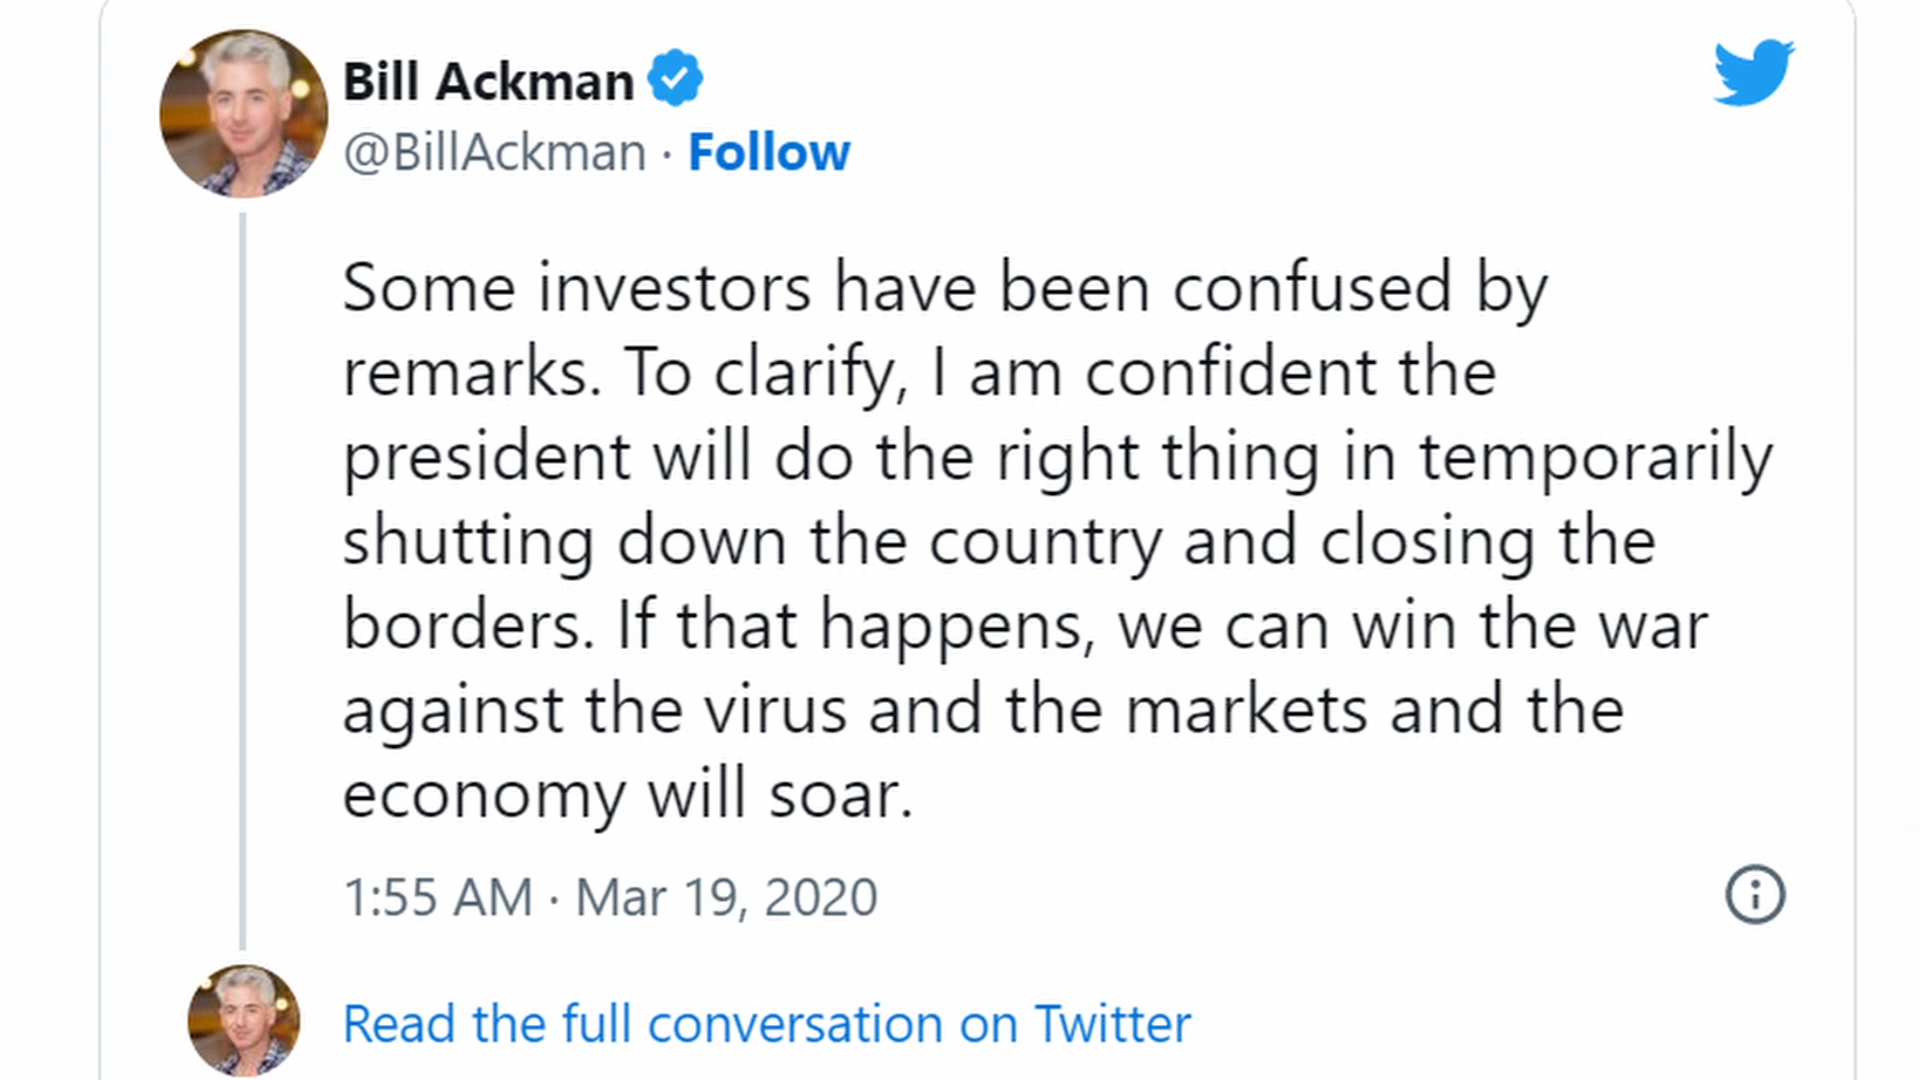 Bill Ackman
@BillAckman · Follow
Some investors have been confused by
remarks. To clarify, I am confident the
president will do the right thing in temporarily
shutting down the country and closing the
borders. If that happens, we can win the war
against the virus and the markets and the
economy will soar.
1:55 AM · Mar 19, 2020
Read the full conversation on Twitter